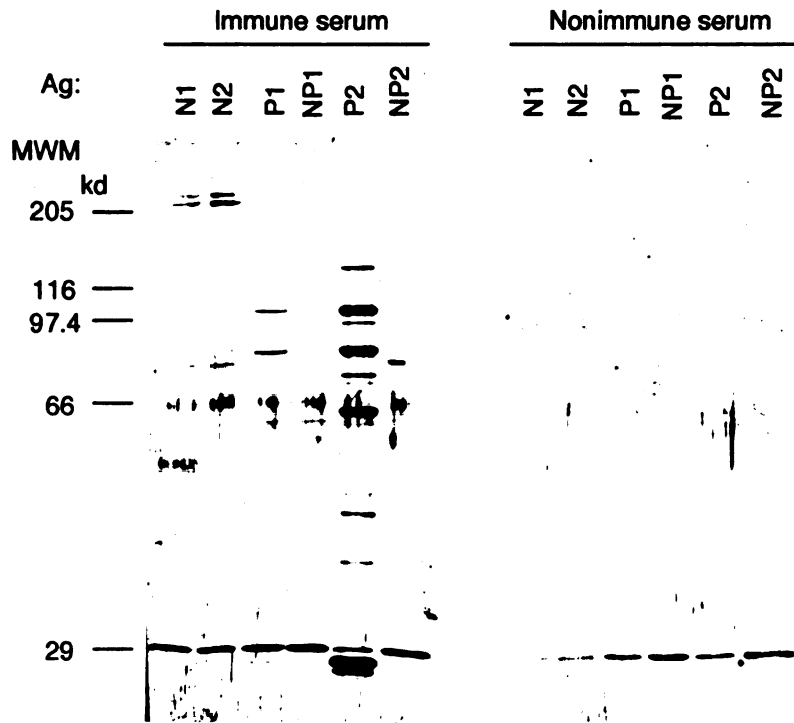 Immune serum Nonimmune serum
Ag: N1 N2 P1 NP1 P2 NP2 N1 N2 P1 NP1 P2 NP2
MWM
kd
205
116
97.4
66
29